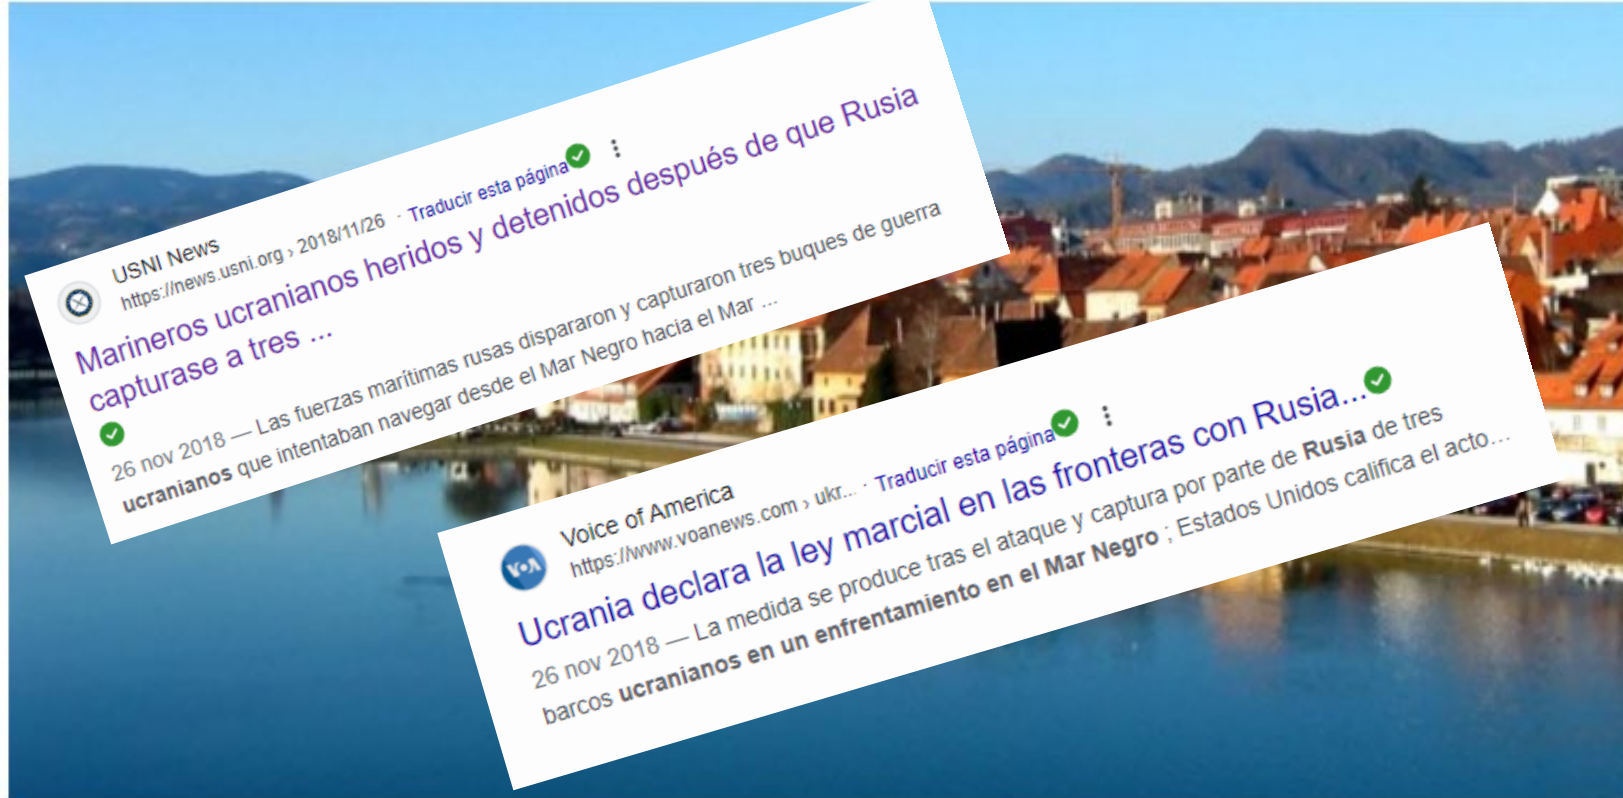 USNI News
https://news.usni.org › 2018/11/26 · Traducir esta página
Marineros ucranianos heridos y detenidos después de que Rusia
capturase a tres ...
26 nov 2018 — Las fuerzas marítimas rusas dispararon y capturaron tres buques de guerra
ucranianos que intentaban navegar desde el Mar Negro hacia el Mar ...
Voice of America
https://www.voanews.com › ukr... · Traducir esta página
VOA
Ucrania declara la ley marcial en las fronteras con Rusia...
26 nov 2018 — La medida se produce tras el ataque y captura por parte de Rusia de tres
barcos ucranianos en un enfrentamiento en el Mar Negro ; Estados Unidos califica el acto...